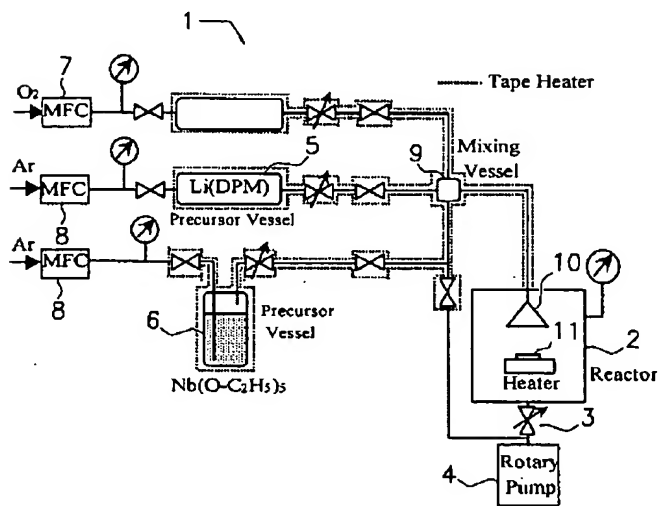 1
7
O2
MFC
Tape Heater
Mixing
Vessel
9
5
Ar
MFC
Li(DPM)
Precursor Vessel
8
Ar
MFC
8
10
6
Precursor
Vessel
11
2
Heater
Reactor
Nb(O-C2H5)5
3
4
Rotary
Pump